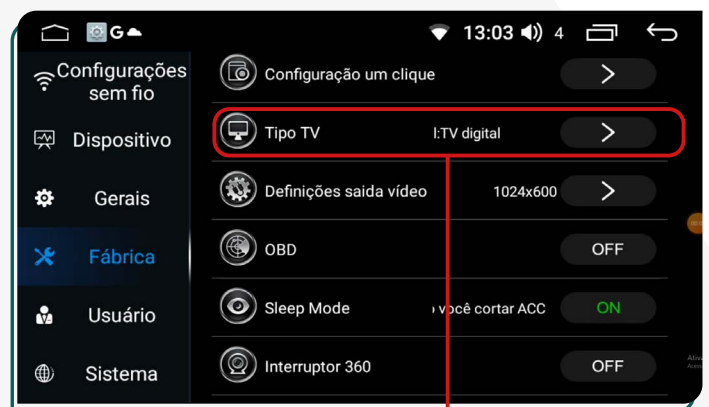 G
13:03
4
Configurações
sem fio
Dispositivo
Gerais
Fábrica
Usuário
Sistema
Configuração um clique
Tipo TV
l:TV digital
Definições saida vídeo
1024x600
OBD
OFF
Sleep Mode
você cortar ACC
ON
Interruptor 360
OFF
Ativa